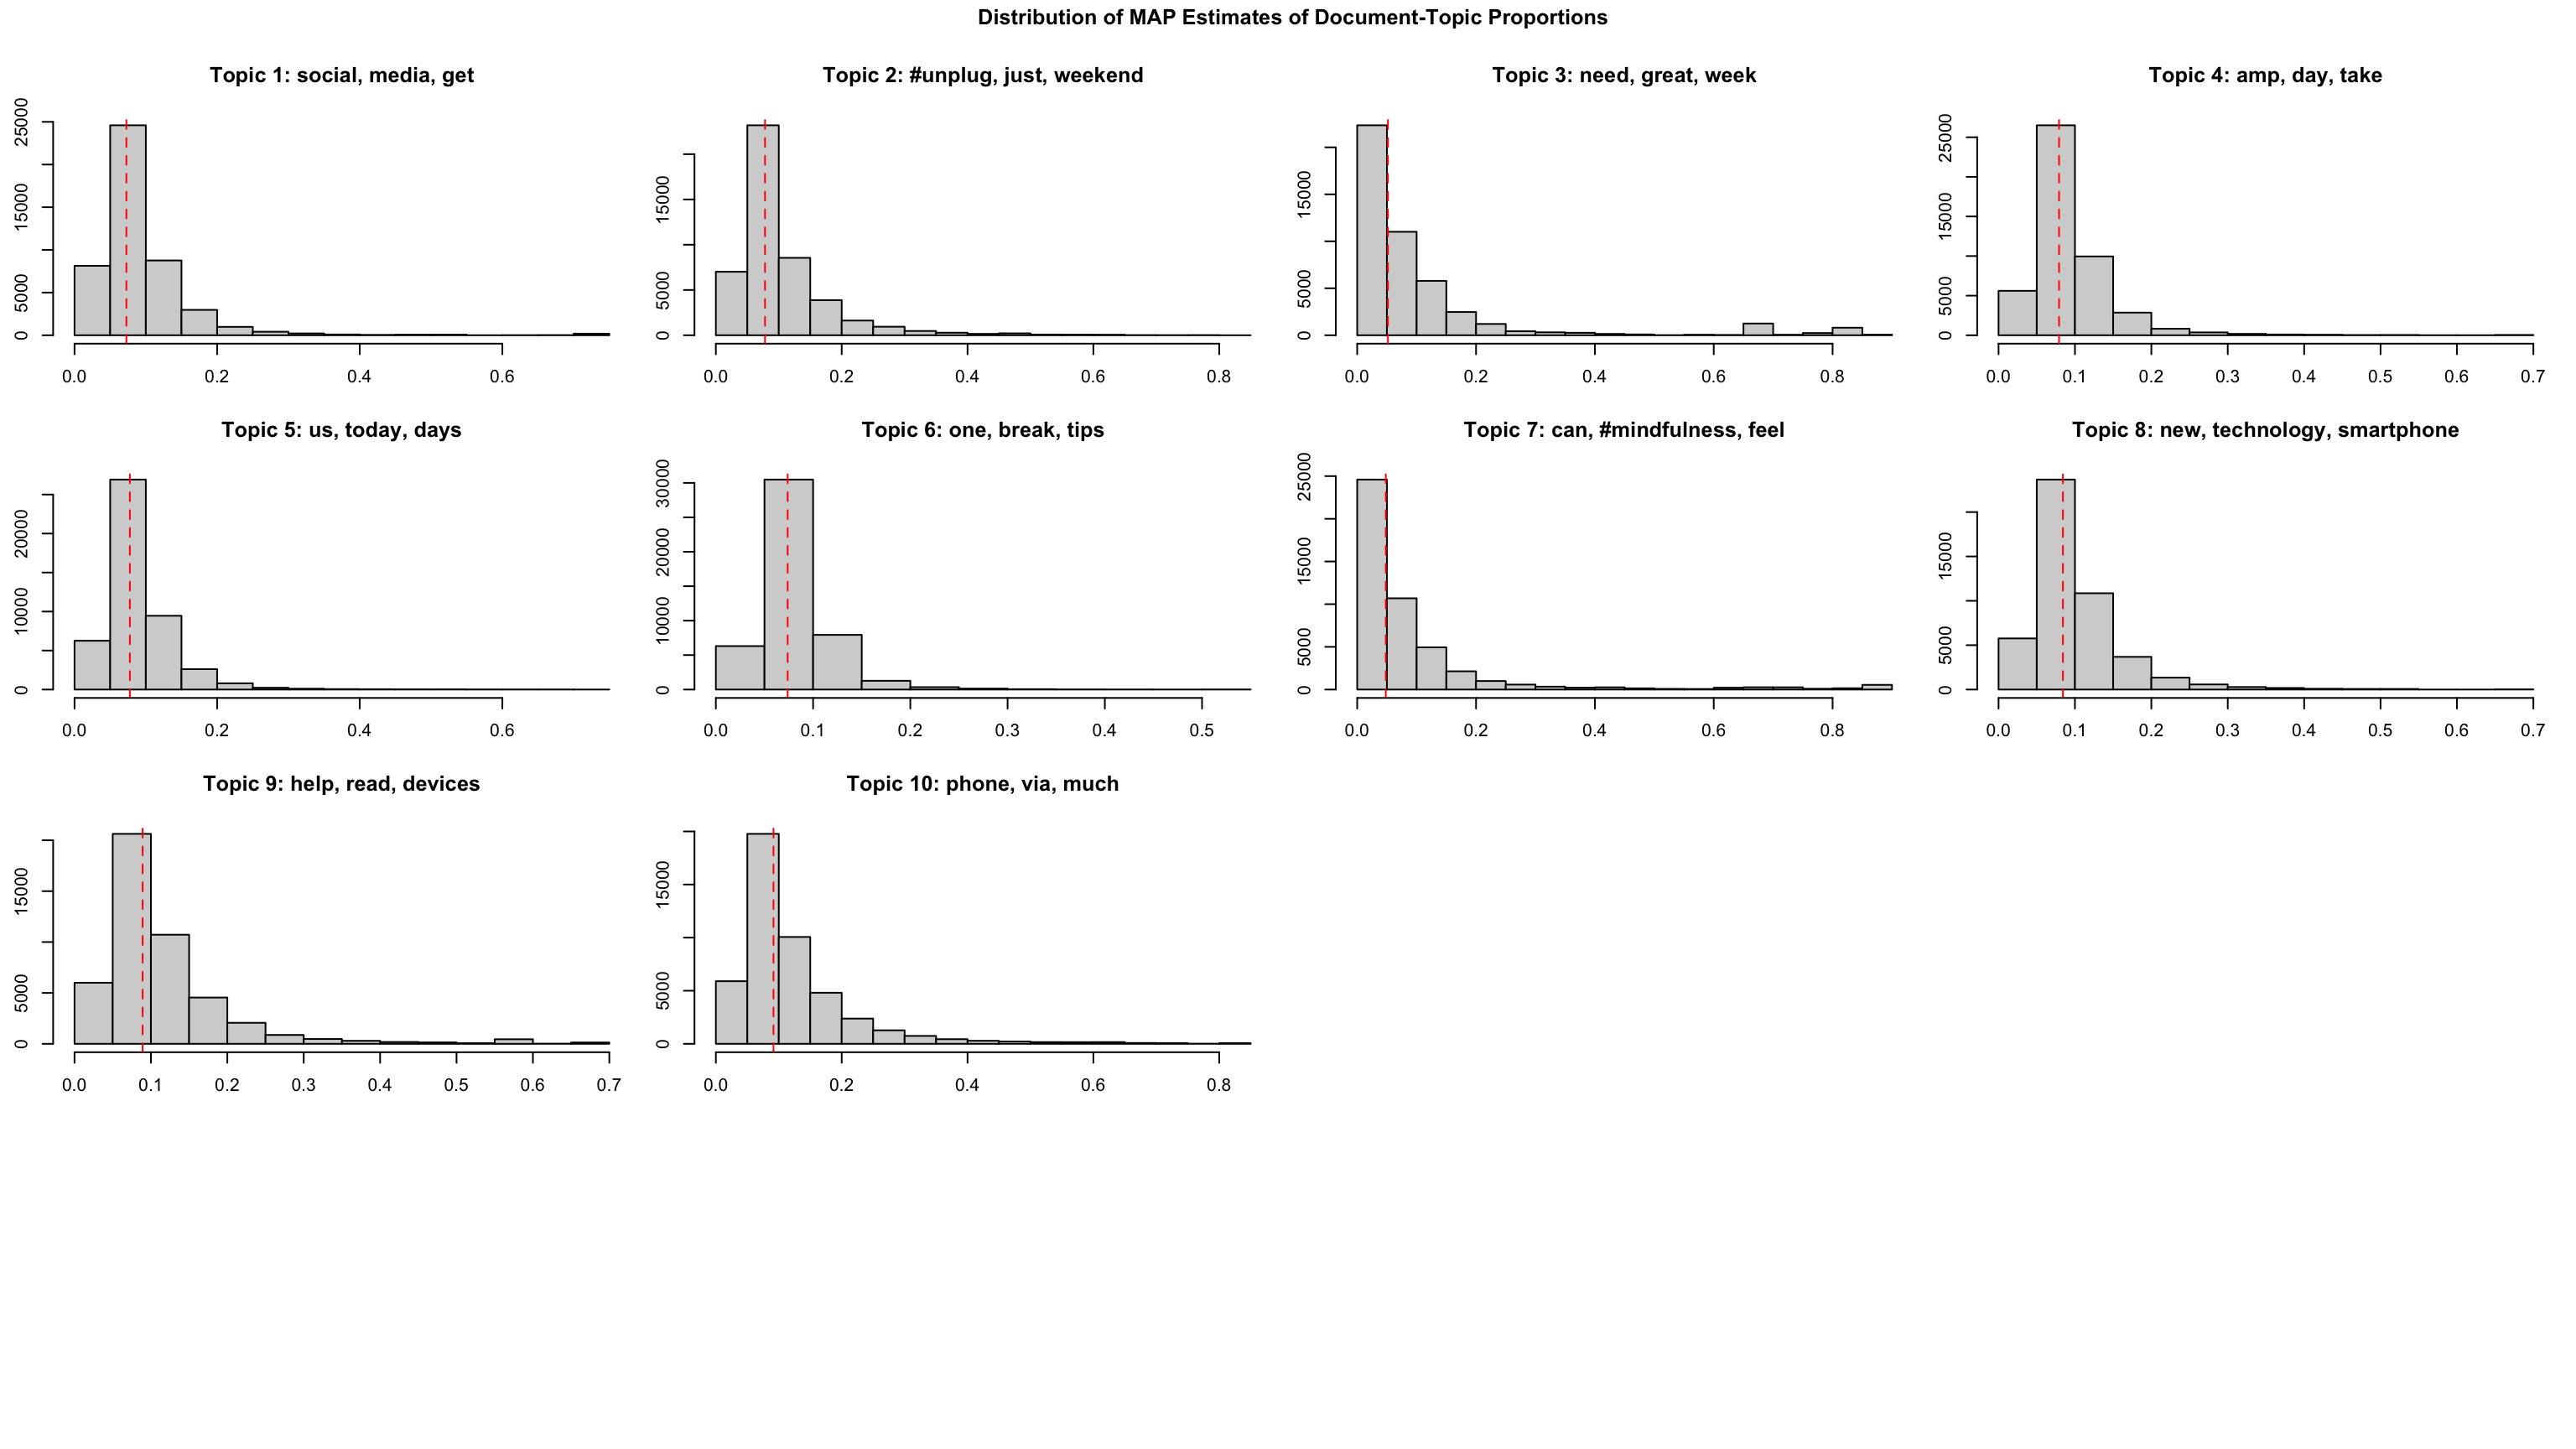 Distribution of MAP Estimates of Document-Topic Proportions
Topic 1: social, media, get
0 5000 15000 25000
0.0 0.2 0.4 0.6
Topic 2: #unplug, just, weekend
0 5000 15000
0.0 0.2 0.4 0.6 0.8
Topic 3: need, great, week
0 5000 15000
0.0 0.2 0.4 0.6 0.8
Topic 4: amp, day, take
0 5000 15000 25000
0.0 0.1 0.2 0.3 0.4 0.5 0.6 0.7
Topic 5: us, today, days
0 10000 20000
0.0 0.2 0.4 0.6
Topic 6: one, break, tips
0 10000 20000 30000
0.0 0.1 0.2 0.3 0.4 0.5
Topic 7: can, #mindfulness, feel
0 5000 15000 25000
0.0 0.2 0.4 0.6 0.8
Topic 8: new, technology, smartphone
0 5000 15000
0.0 0.1 0.2 0.3 0.4 0.5 0.6 0.7
Topic 9: help, read, devices
0 5000 15000
0.0 0.1 0.2 0.3 0.4 0.5 0.6 0.7
Topic 10: phone, via, much
0 5000 15000
0.0 0.2 0.4 0.6 0.8